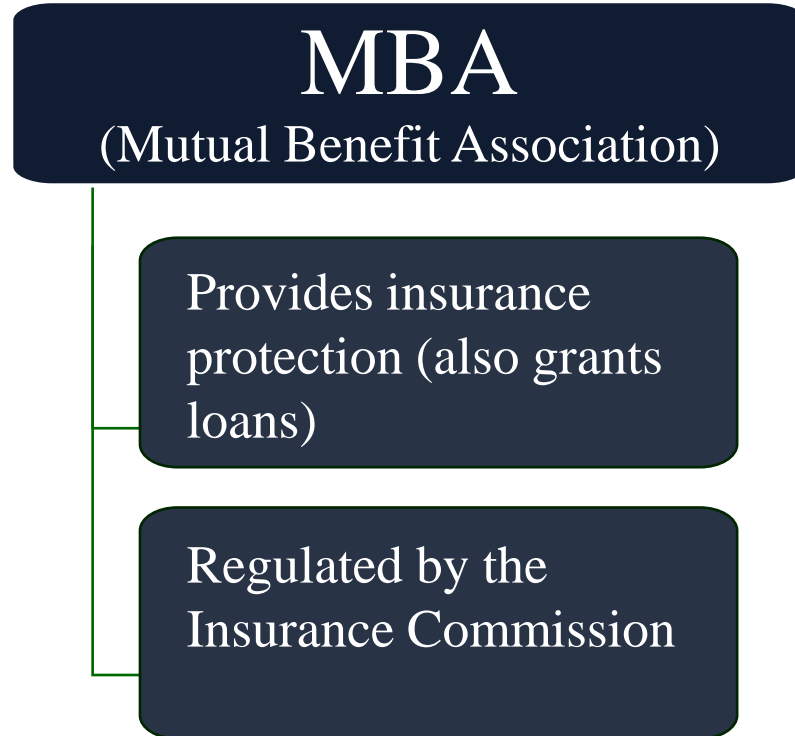 MBA
(Mutual Benefit Association)
Provides insurance
protection (also grants
loans)
Regulated by the
Insurance Commission